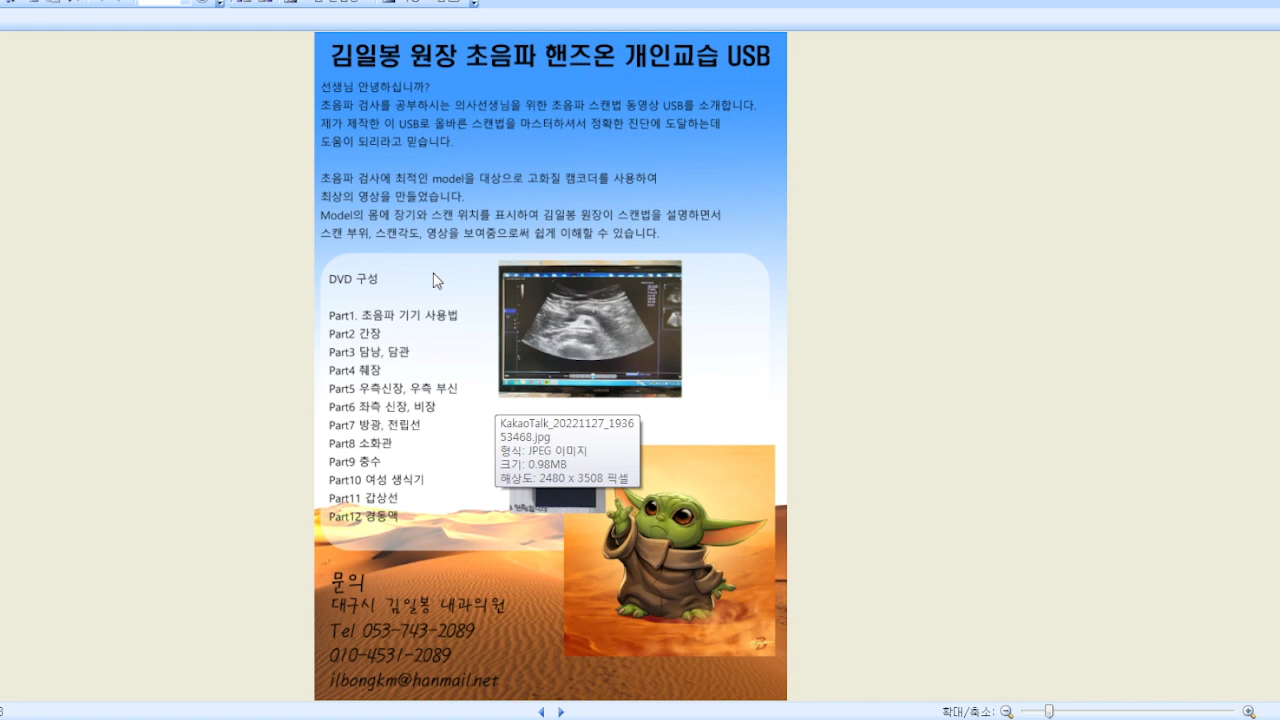 김일봉 원장 초음파 핸즈온 개인교습 USB
선생님 안녕하십니까?
초음파 검사를 공부하시는 의사선생님을 위한 초음파 스캔법 동영상 USB를 소개합니다.
제가 제작한 이 USB로 올바른 스캔법을 마스터하셔서 정확한 진단에 도달하는데
도움이 되리라고 믿습니다.
초음파 검사에 최적인 model을 대상으로 고화질 캠코더를 사용하여
최상의 영상을 만들었습니다.
Model의 몸에 장기와 스캔 위치를 표시하여 김일봉 원장이 스캔법을 설명하면서
스캔 부위, 스캔각도, 영상을 보여줌으로써 쉽게 이해할 수 있습니다.
DVD 구성
Part1. 초음파 기기 사용법
Part2 간장
Part3 담낭, 담관
Part4 췌장
Part5 우측신장, 우측 부신
Part6 좌측 신장, 비장
Part7 방광, 전립선
Part8 소화관
Part9 충수
Part10 여성 생식기
Part11 갑상선
Part12 경동맥
KakaoTalk_20221127_1936
53468.jpg
형식: JPEG 이미지
크기: 0.98MB
해상도: 2480 x 3508 픽셀
문의
대구시 김일봉 내과의원
Tel 053-743-2089
010-4531-2089
ilbongkm@hanmail.net
확대/축소: